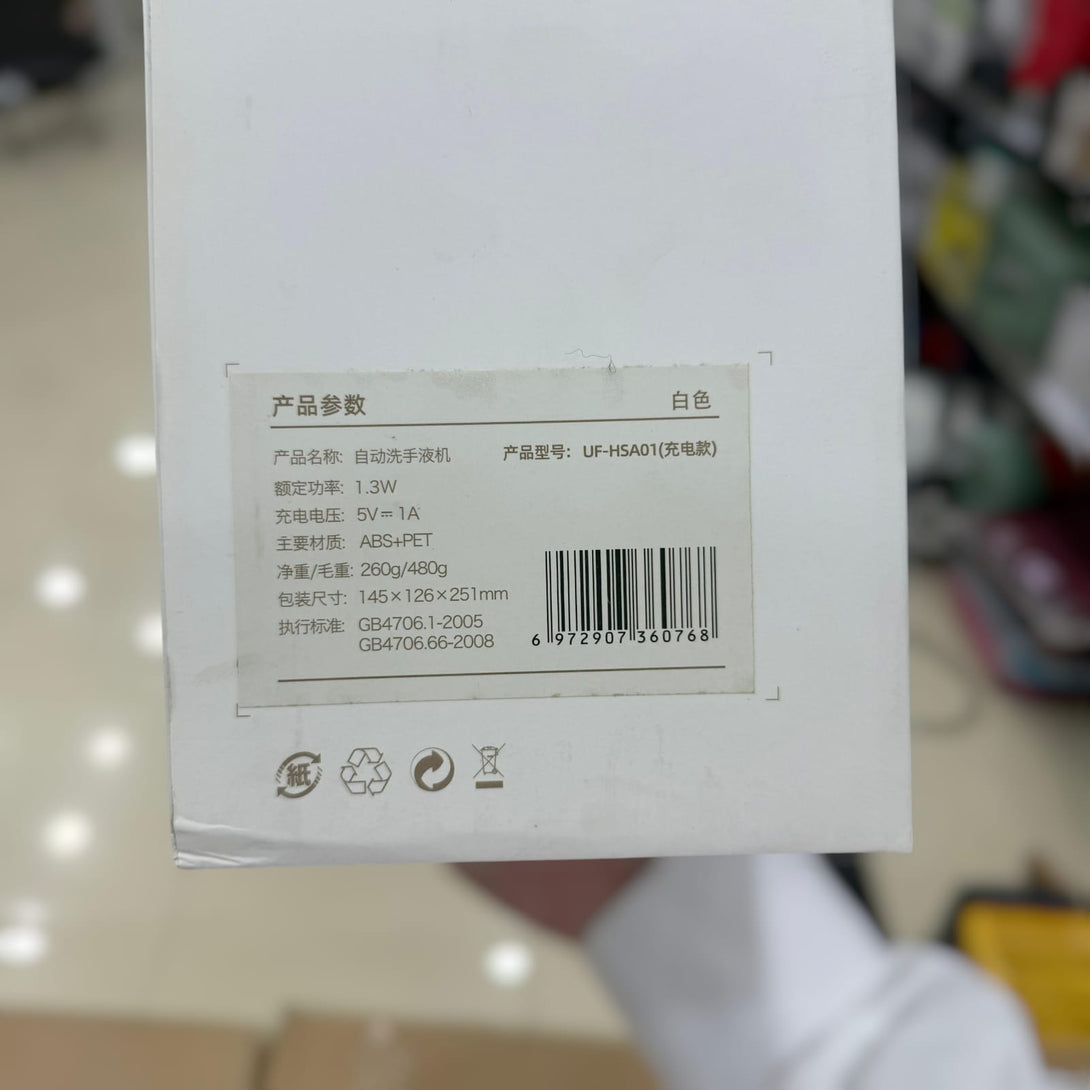 产品参数 白色
产品名称: 自动洗手液机 产品型号: UF-HSA01(充电款)
额定功率: 1.3W
充电电压: 5V⎓1A
主要材质: ABS+PET
净重/毛重: 260g/480g
包装尺寸: 145×126×251mm
执行标准: GB4706.1-2005
GB4706.66-2008
6 972907 360768
紙